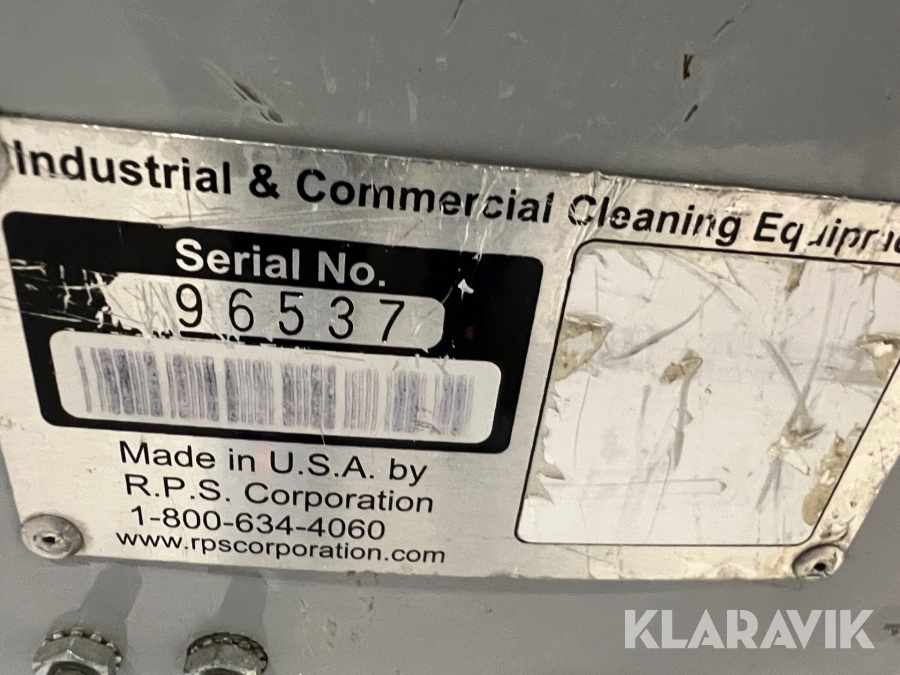 Industrial & Commercial Cleaning
Serial No.
96537
Made in U.S.A. by
R.P.S. Corporation
1-800-634-4060
www.rpscorporation.com
KLARAVIK